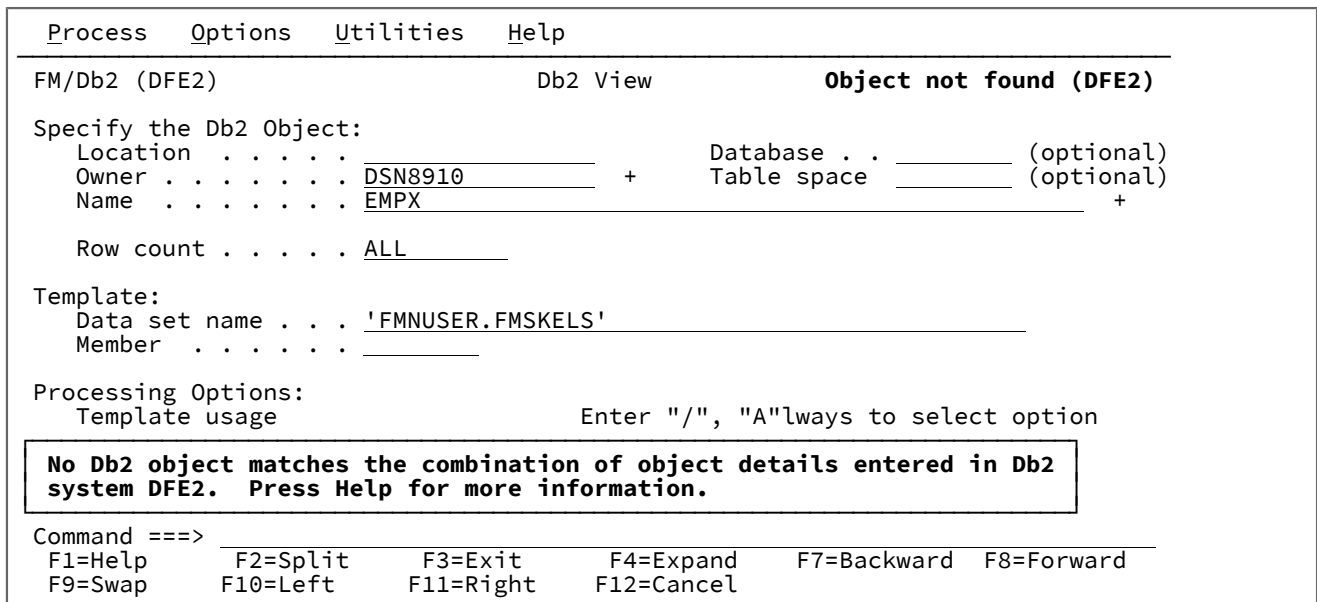 Process Options Utilities Help
FM/Db2 (DFE2) Db2 View Object not found (DFE2)
Specify the Db2 Object:
Location . . . . . Database . . (optional)
Owner . . . . . . . DSN8910 + Table space (optional)
Name . . . . . . . EMPX +
Row count . . . . . ALL
Template:
Data set name . . . 'FMNUSER.FMSKELS'
Member . . . . . .
Processing Options:
Template usage Enter "/", "A"lways to select option
No Db2 object matches the combination of object details entered in Db2
system DFE2. Press Help for more information.
Command ===>
F1=Help F2=Split F3=Exit F4=Expand F7=Backward F8=Forward
F9=Swap F10=Left F11=Right F12=Cancel